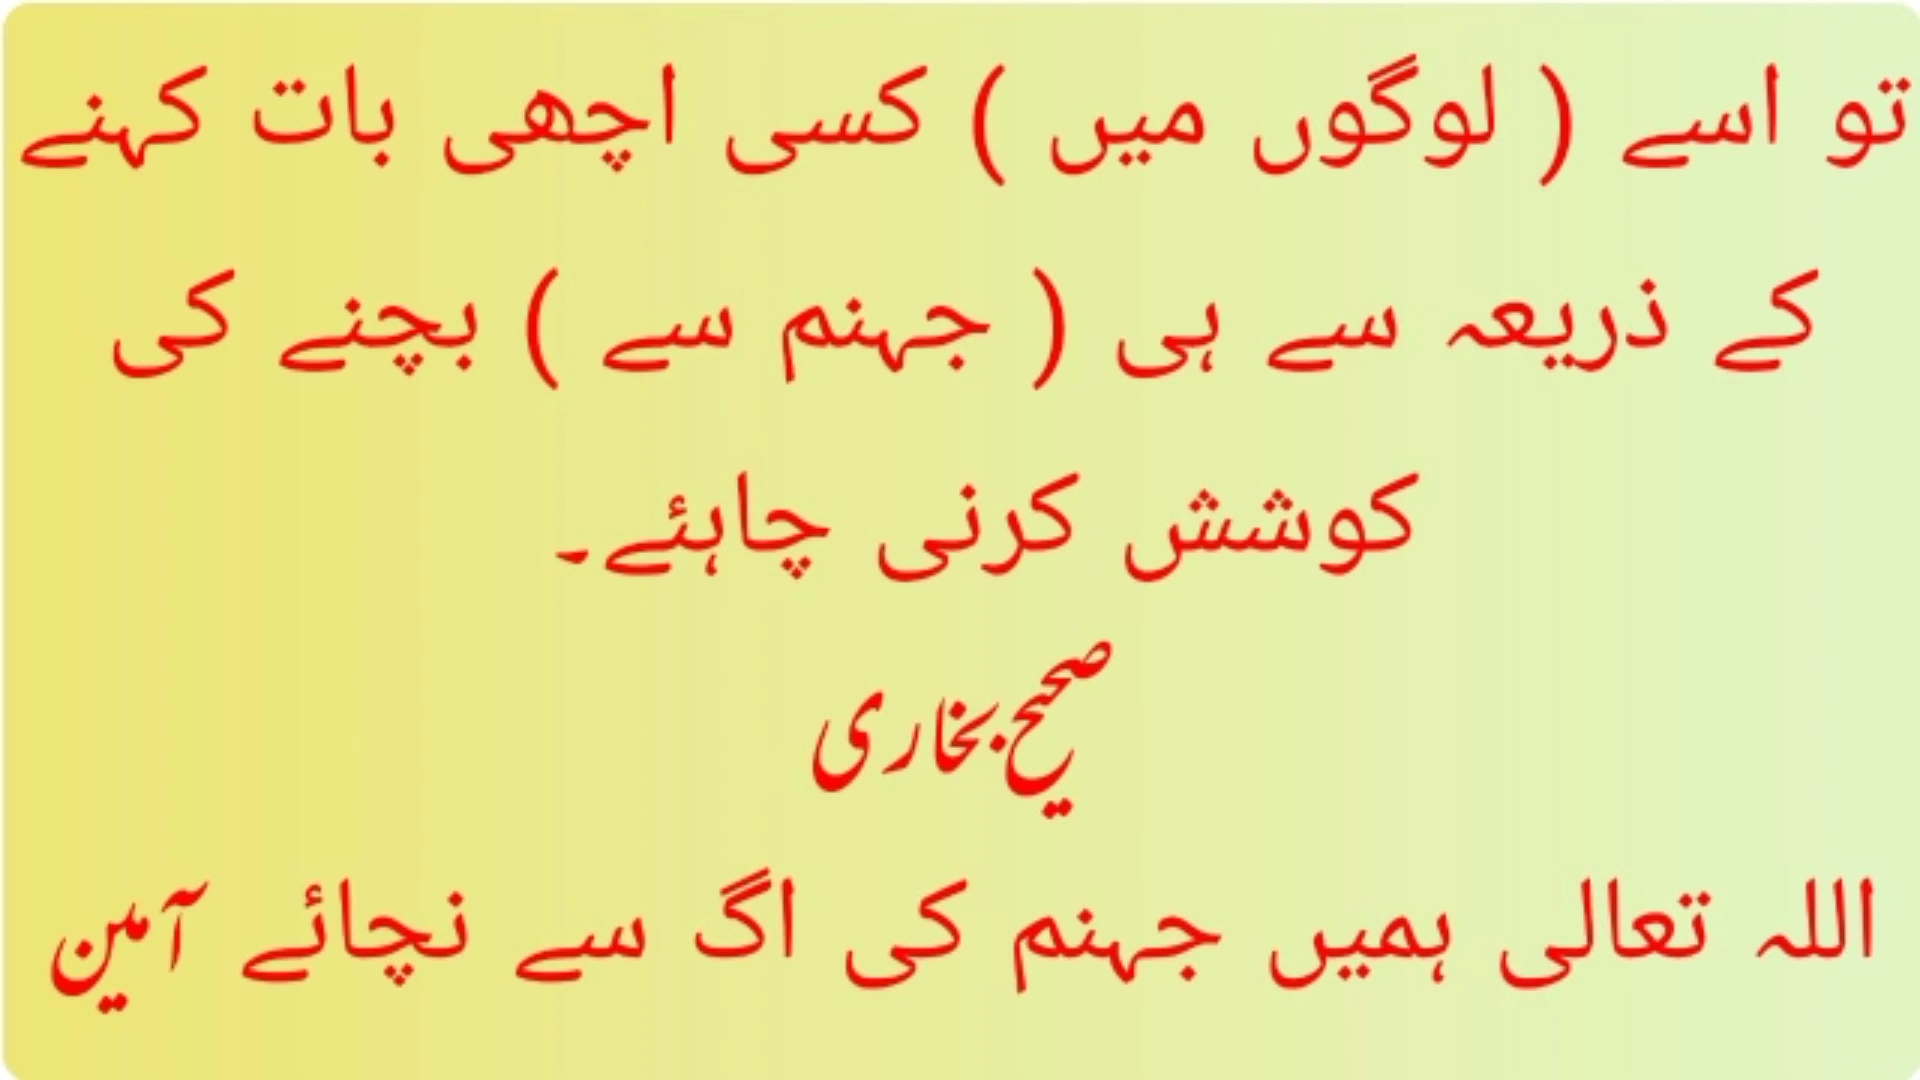 تو اسے ( لوگوں میں ) کسی اچھی بات کہنے
کے ذریعہ سے ہی ( جہنم سے ) بچنے کی
کوشش کرنی چاہئے۔
صحیح بخاری
اللہ تعالی ہمیں جہنم کی اگ سے نچائے آمین